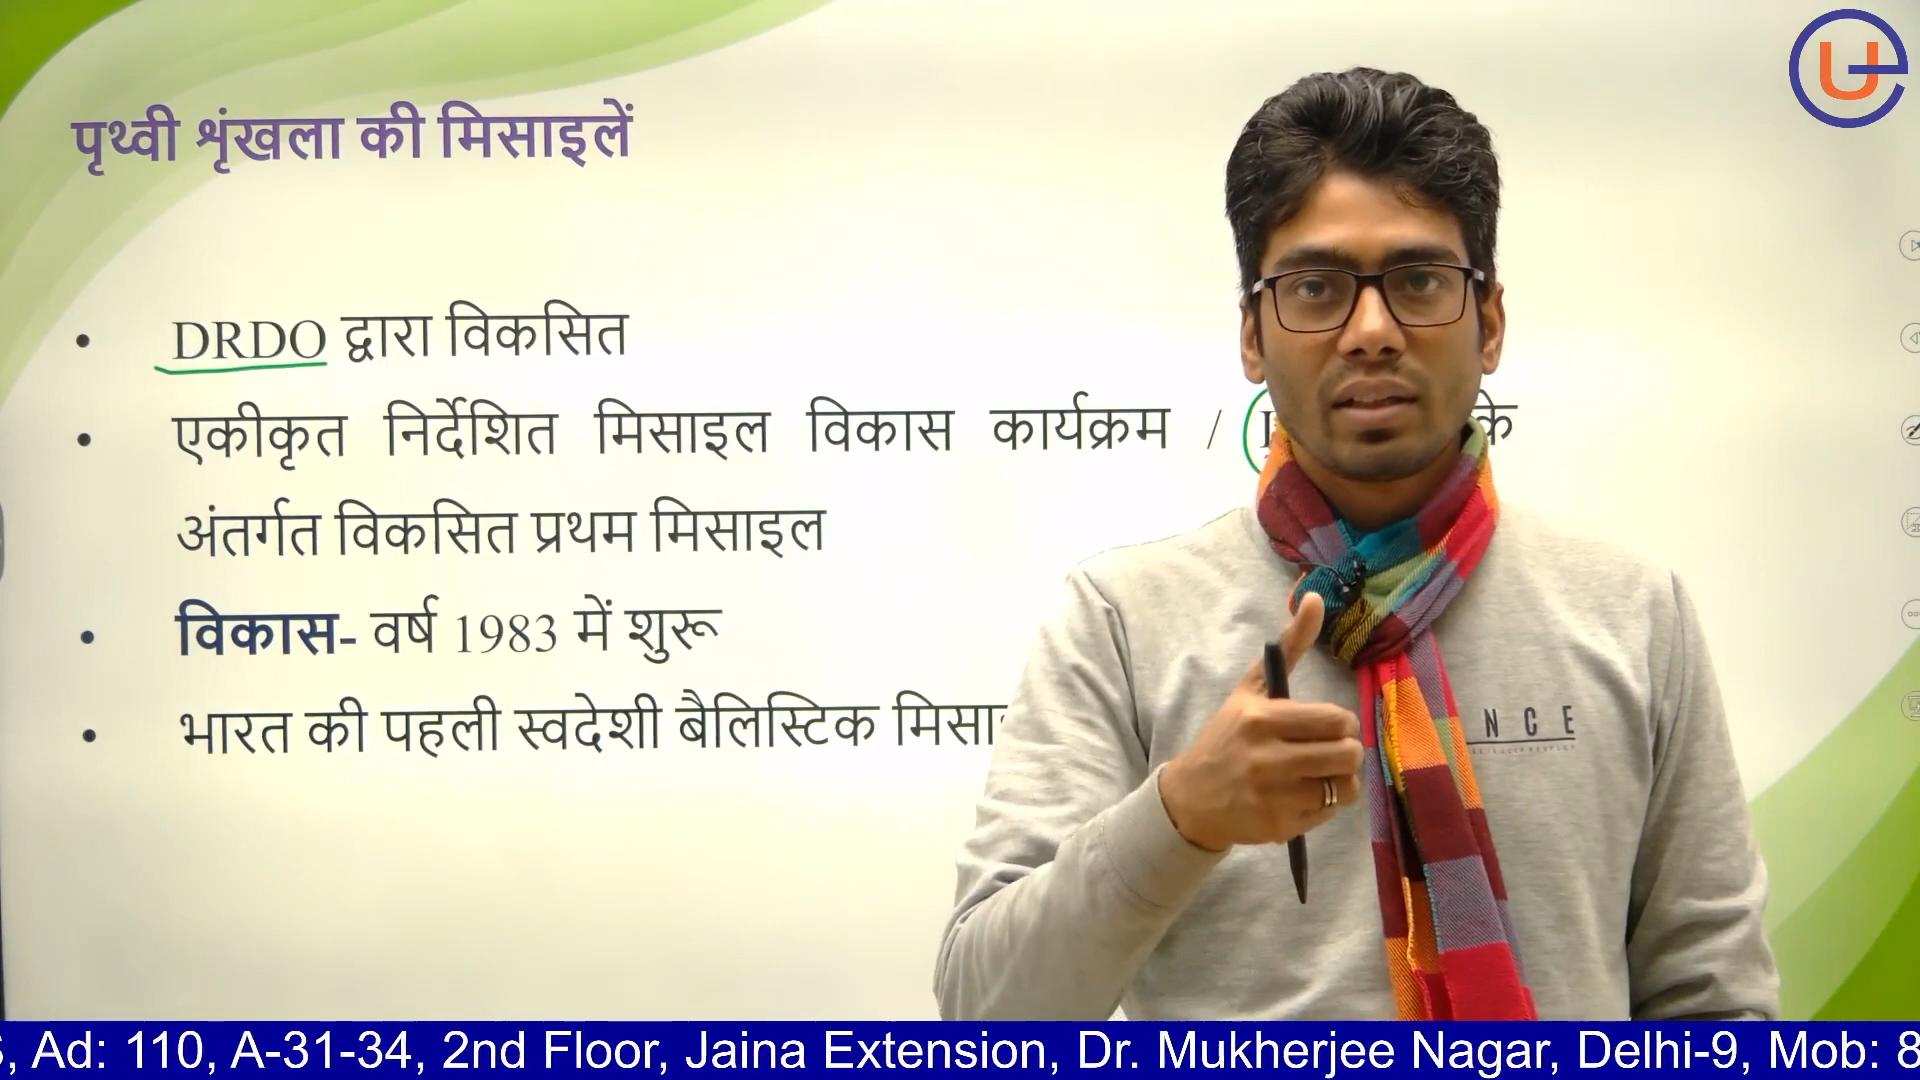 पृथ्वी शृंखला की मिसाइलें
• DRDO द्वारा विकसित
• एकीकृत निर्देशित मिसाइल विकास कार्यक्रम / के
अंतर्गत विकसित प्रथम मिसाइल
• विकास- वर्ष 1983 में शुरू
• भारत की पहली स्वदेशी बैलिस्टिक
N C E
Ad: 110, A-31-34, 2nd Floor, Jaina Extension, Dr. Mukherjee Nagar, Delhi-9, Mob: 8